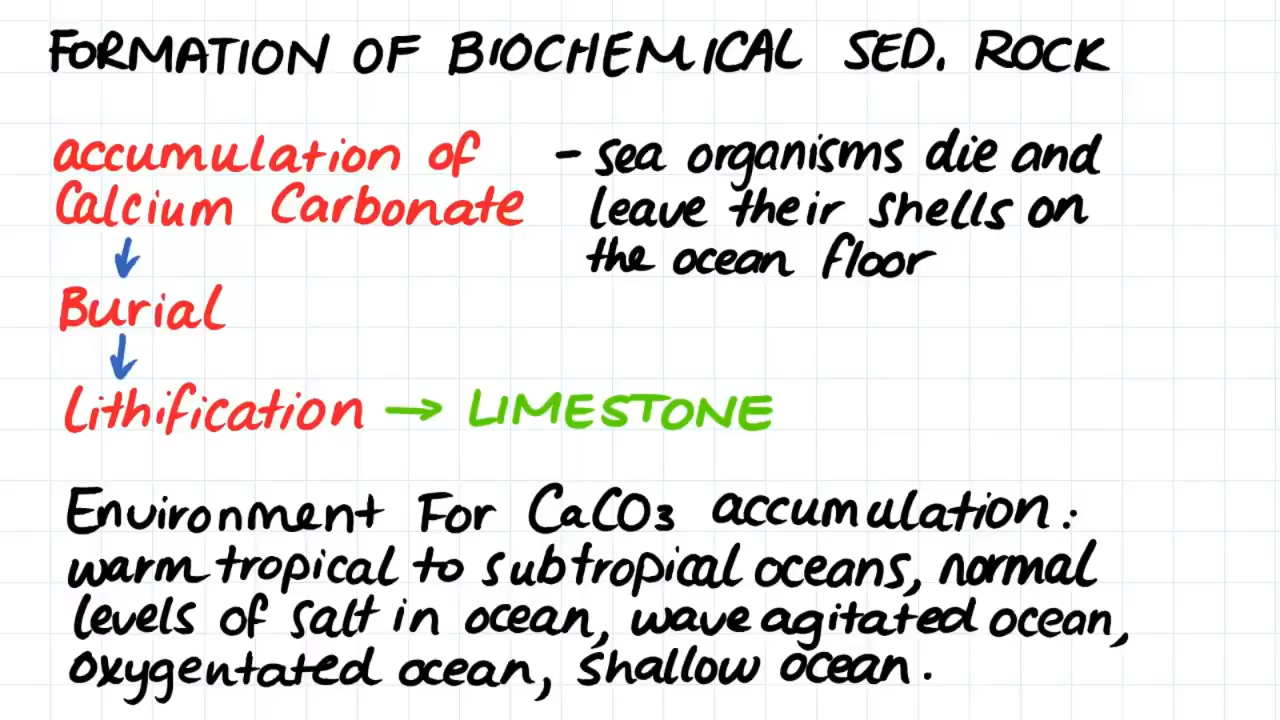 FORMATION OF BIOCHEMICAL SED. ROCK
accumulation of
Calcium Carbonate
- sea organisms die and
leave their shells on
the ocean floor
↓
Burial
↓
Lithification → LIMESTONE
Environment For CaCO3 accumulation:
warm tropical to subtropical oceans, normal
levels of salt in ocean, wave agitated ocean,
oxygentated ocean, shallow ocean.